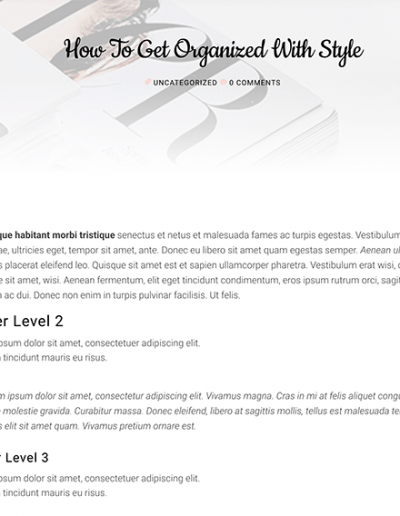 How To Get Organized With Style
UNCATEGORIZED 0 COMMENTS
que habitant morbi tristique senectus et netus et malesuada fames ac turpis egestas. Vestibulum
ae, ultricies eget, tempor sit amet, ante. Donec eu libero sit amet quam egestas semper. Aenean ul
s placerat eleifend leo. Quisque sit amet est et sapien ullamcorper pharetra. Vestibulum erat wisi,
e sit amet, wisi. Aenean fermentum, elit eget tincidunt condimentum, eros ipsum rutrum orci, sagit
n ac dui. Donec non enim in turpis pulvinar facilisis. Ut felis.
er Level 2
psum dolor sit amet, consectetuer adipiscing elit.
n tincidunt mauris eu risus.
m ipsum dolor sit amet, consectetur adipiscing elit. Vivamus magna. Cras in mi at felis aliquet cong
molestie gravida. Curabitur massa. Donec eleifend, libero at sagittis mollis, tellus est malesuada te
s elit sit amet quam. Vivamus pretium ornare est.
r Level 3
psum dolor sit amet, consectetuer adipiscing elit.
n tincidunt mauris eu risus.